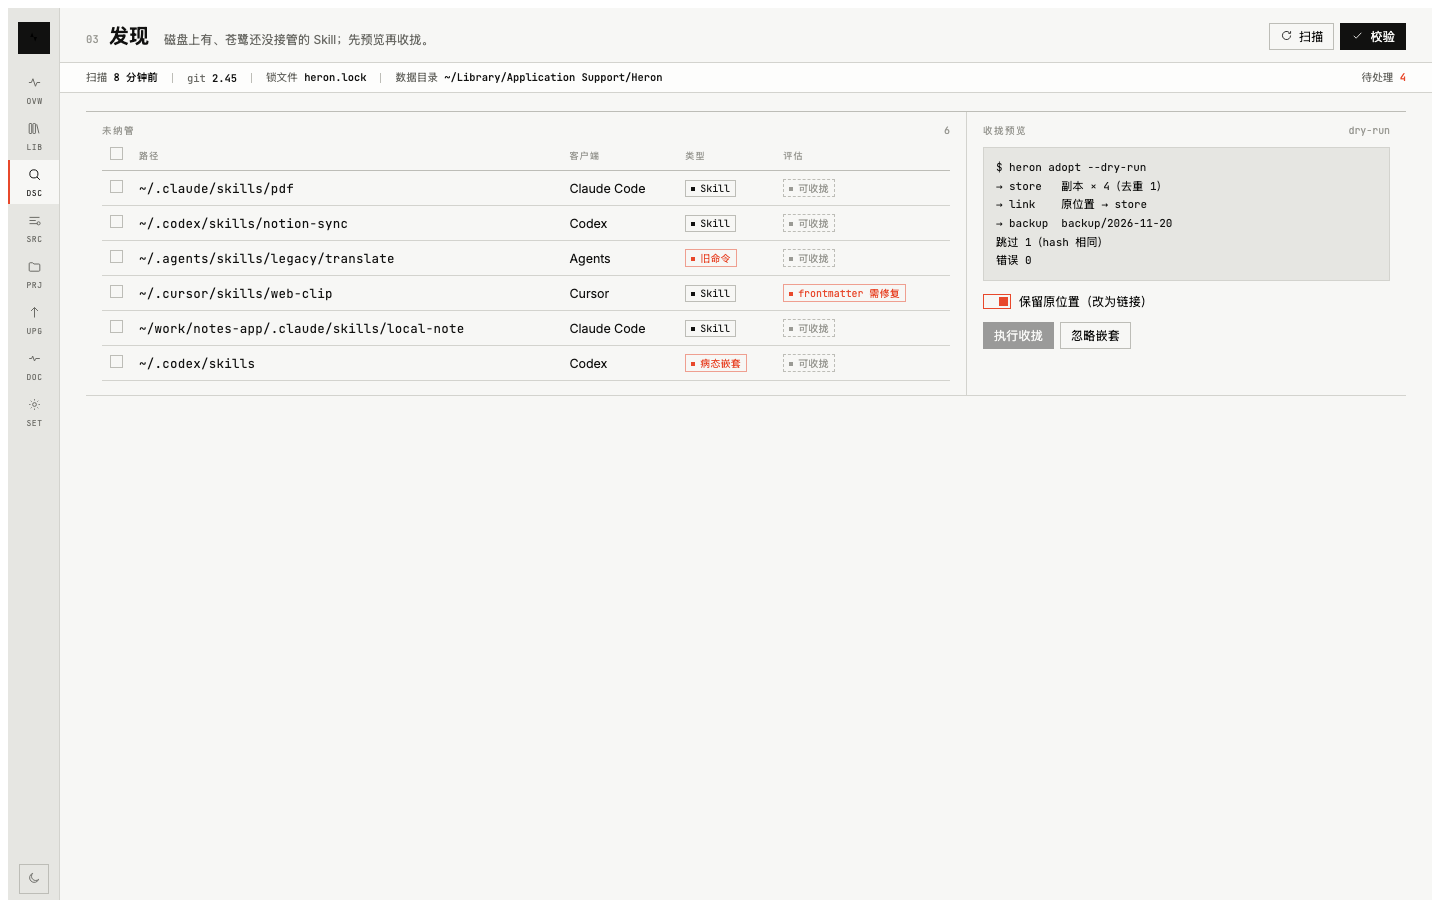 03 发现 磁盘上有、苍鹭还没接管的 Skill；先预览再收拢。
扫描 校验
扫描 8 分钟前 git 2.45 锁文件 heron.lock 数据目录 ~/Library/Application Support/Heron 待处理 4
OVW
LIB
DSC
SRC
PRJ
UPG
DOC
SET
未纳管 6
路径 客户端 类型 评估
~/.claude/skills/pdf Claude Code Skill 可收拢
~/.codex/skills/notion-sync Codex Skill 可收拢
~/.agents/skills/legacy/translate Agents 旧命令 可收拢
~/.cursor/skills/web-clip Cursor Skill frontmatter 需修复
~/work/notes-app/.claude/skills/local-note Claude Code Skill 可收拢
~/.codex/skills Codex 病态嵌套 可收拢
收拢预览 dry-run
$ heron adopt --dry-run
→ store 副本 × 4（去重 1）
→ link 原位置 → store
→ backup backup/2026-11-20
跳过 1（hash 相同）
错误 0
保留原位置（改为链接）
执行收拢 忽略嵌套